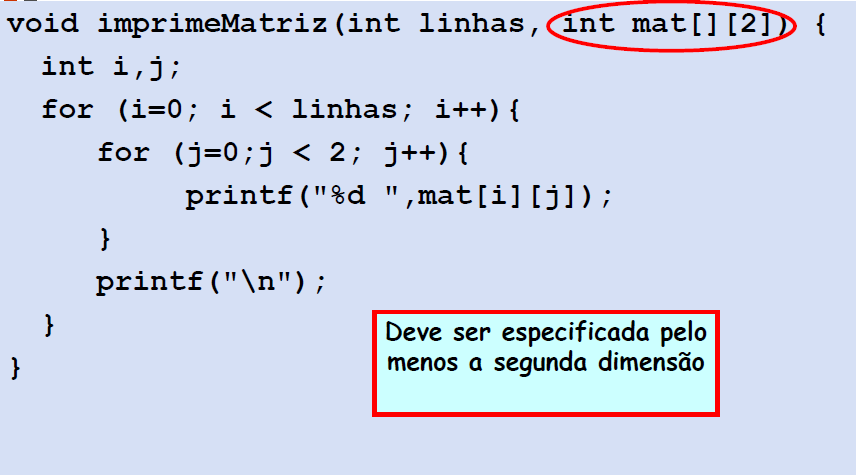 void imprimeMatriz(int linhas, int mat[][2]) {
int i,j;
for (i=0; i < linhas; i++){
for (j=0;j < 2; j++){
printf("%d ",mat[i][j]);
}
printf("\n");
}
}
Deve ser especificada pelo
menos a segunda dimensão